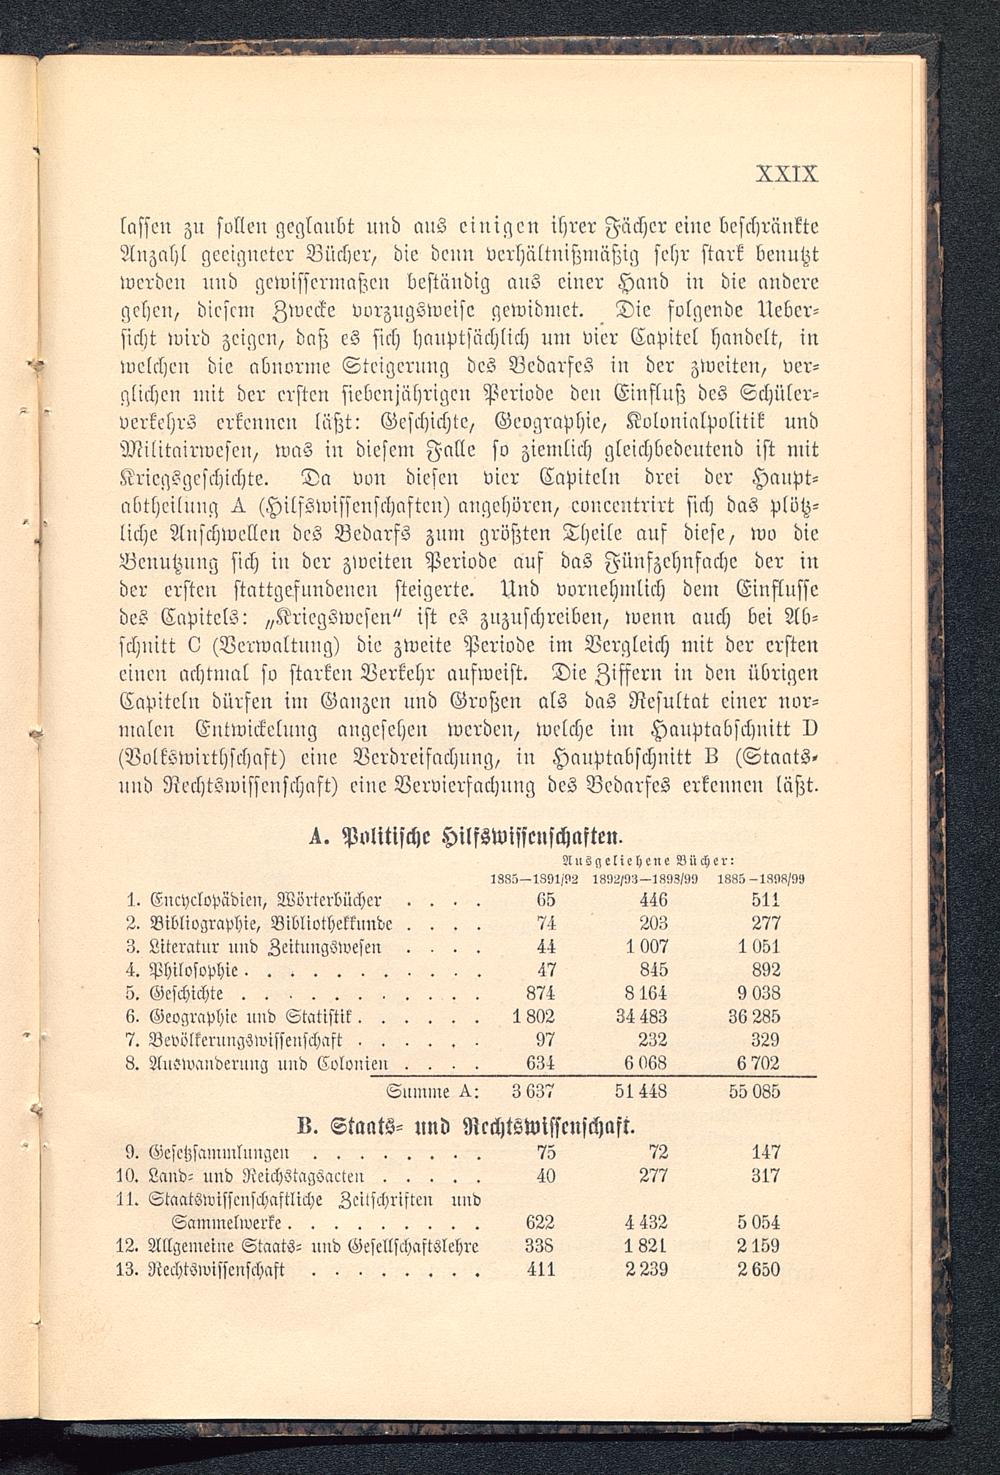 XXIX
lassen zu sollen geglaubt und aus einigen ihrer Fächer eine beschränkte
Anzahl geeigneter Bücher, die denn verhältnißmäßig sehr stark benutzt
werden und gewissermaßen beständig aus einer Hand in die andere
gehen, diesem Zwecke vorzugsweise gewidmet. Die folgende Ueber-
sicht wird zeigen, daß es sich hauptsächlich um vier Capitel handelt, in
welchen die abnorme Steigerung des Bedarfes in der zweiten, ver-
glichen mit der ersten siebenjährigen Periode den Einfluß des Schüler-
verkehrs erkennen läßt: Geschichte, Geographie, Kolonialpolitik und
Militairwesen, was in diesem Falle so ziemlich gleichbedeutend ist mit
Kriegsgeschichte. Da von diesen vier Capiteln drei der Haupt-
abtheilung A (Hilfswissenschaften) angehören, concentrirt sich das plötz-
liche Anschwellen des Bedarfs zum größten Theile auf diese, wo die
Benutzung sich in der zweiten Periode auf das Fünfzehnfache der in
der ersten stattgefundenen steigerte. Und vornehmlich dem Einflusse
des Capitels: „Kriegswesen“ ist es zuzuschreiben, wenn auch bei Ab-
schnitt C (Verwaltung) die zweite Periode im Vergleich mit der ersten
einen achtmal so starken Verkehr aufweist. Die Ziffern in den übrigen
Capiteln dürfen im Ganzen und Großen als das Resultat einer nor-
malen Entwickelung angesehen werden, welche im Hauptabschnitt D
(Volkswirthschaft) eine Verdreifachung, in Hauptabschnitt B (Staats-
und Rechtswissenschaft) eine Vervierfachung des Bedarfes erkennen läßt.
A. Politische Hilfswissenschaften.
Ausgeliehene Bücher:
1885—1891/92 1892/93—1898/99 1885—1898/99
1. Encyclopädien, Wörterbücher . . . . 65 446 511
2. Bibliographie, Bibliothekkunde . . . . 74 203 277
3. Literatur und Zeitungswesen . . . . 44 1 007 1 051
4. Philosophie . . . . . . . . . . . 47 845 892
5. Geschichte . . . . . . . . . . . 874 8 164 9 038
6. Geographie und Statistik . . . . . . 1 802 34 483 36 285
7. Bevölkerungswissenschaft . . . . . . 97 232 329
8. Auswanderung und Colonien . . . . 634 6 068 6 702
Summe A: 3 637 51 448 55 085
B. Staats- und Rechtswissenschaft.
9. Gesetzsammlungen . . . . . . . . 75 72 147
10. Land- und Reichstagsacten . . . . . 40 277 317
11. Staatswissenschaftliche Zeitschriften und
Sammelwerke . . . . . . . . . 622 4 432 5 054
12. Allgemeine Staats- und Gesellschaftslehre 338 1 821 2 159
13. Rechtswissenschaft . . . . . . . . 411 2 239 2 650